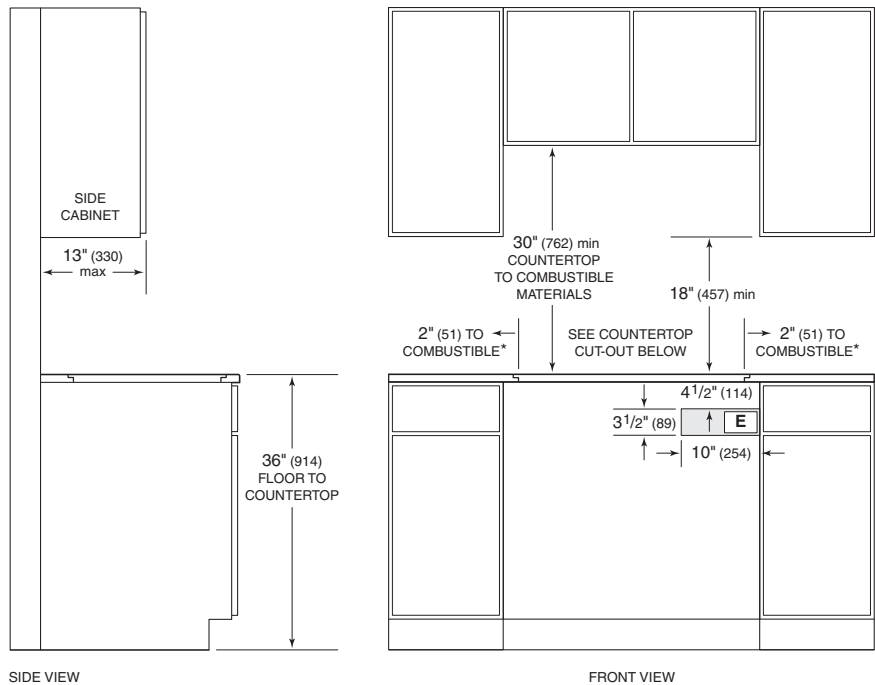 SIDE
CABINET
13" (330)
max
36" (914)
FLOOR TO
COUNTERTOP
SIDE VIEW
30" (762) min
COUNTERTOP
TO COMBUSTIBLE
MATERIALS
18" (457) min
2" (51) TO
COMBUSTIBLE*
SEE COUNTERTOP
CUT-OUT BELOW
2" (51) TO
COMBUSTIBLE*
4 1/2" (114)
3 1/2" (89)
E
10" (254)
FRONT VIEW